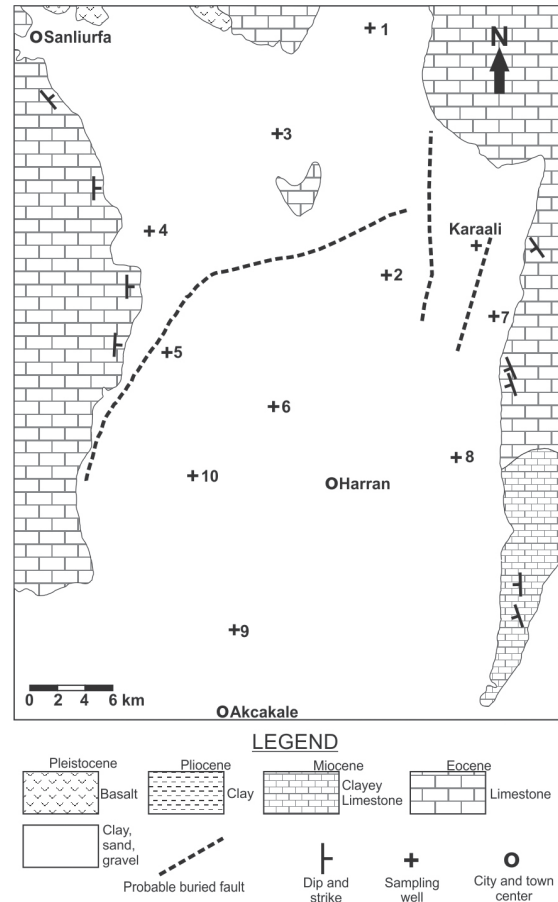 N
1
Sanliurfa
3
4
Karaali
2
7
5
6
8
10
Harran
9
0 2 4 6 km
Akcakale
LEGEND
Pleistocene
Basalt
Pliocene
Clay
Miocene
Clayey
Limestone
Eocene
Limestone
Clay,
sand,
gravel
Probable buried fault
Dip and
strike
Sampling
well
City and town
center